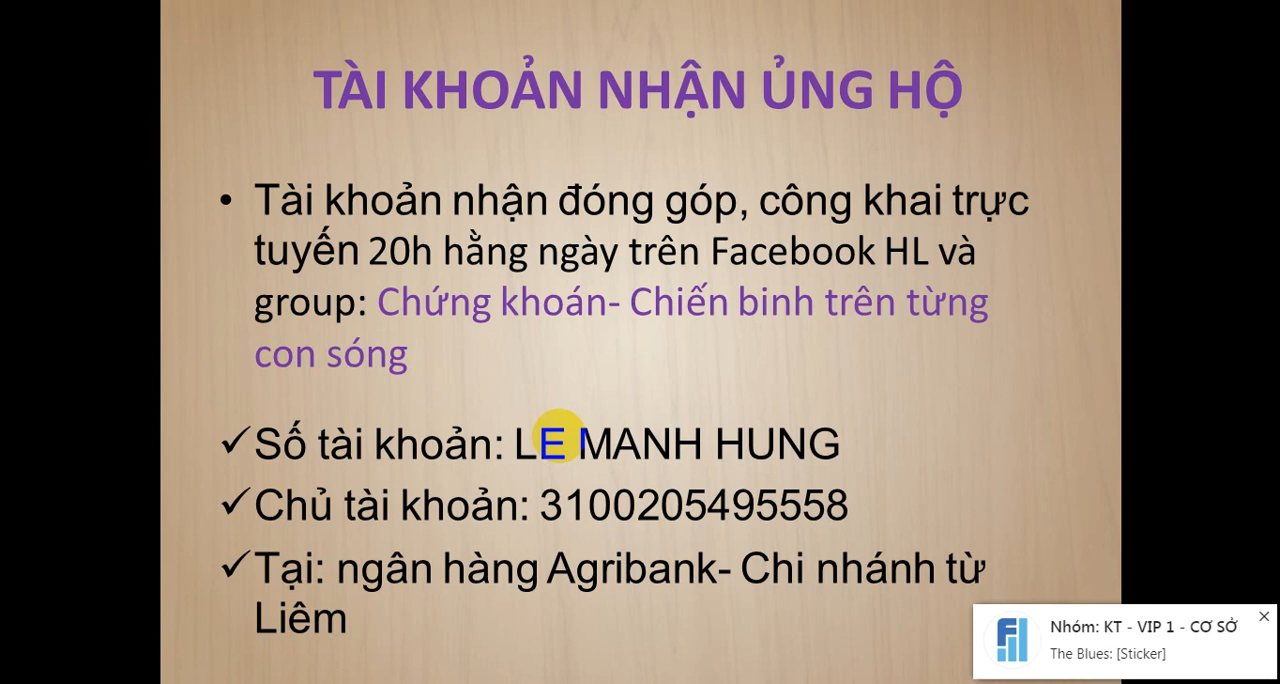 TÀI KHOẢN NHẬN ỦNG HỘ
• Tài khoản nhận đóng góp, công khai trực
tuyến 20h hằng ngày trên Facebook HL và
group: Chứng khoán- Chiến binh trên từng
con sóng
✓Số tài khoản: LE MANH HUNG
✓Chủ tài khoản: 3100205495558
✓Tại: ngân hàng Agribank- Chi nhánh từ
Liêm
Nhóm: KT - VIP 1 - CƠ SỞ
The Blues: [Sticker]